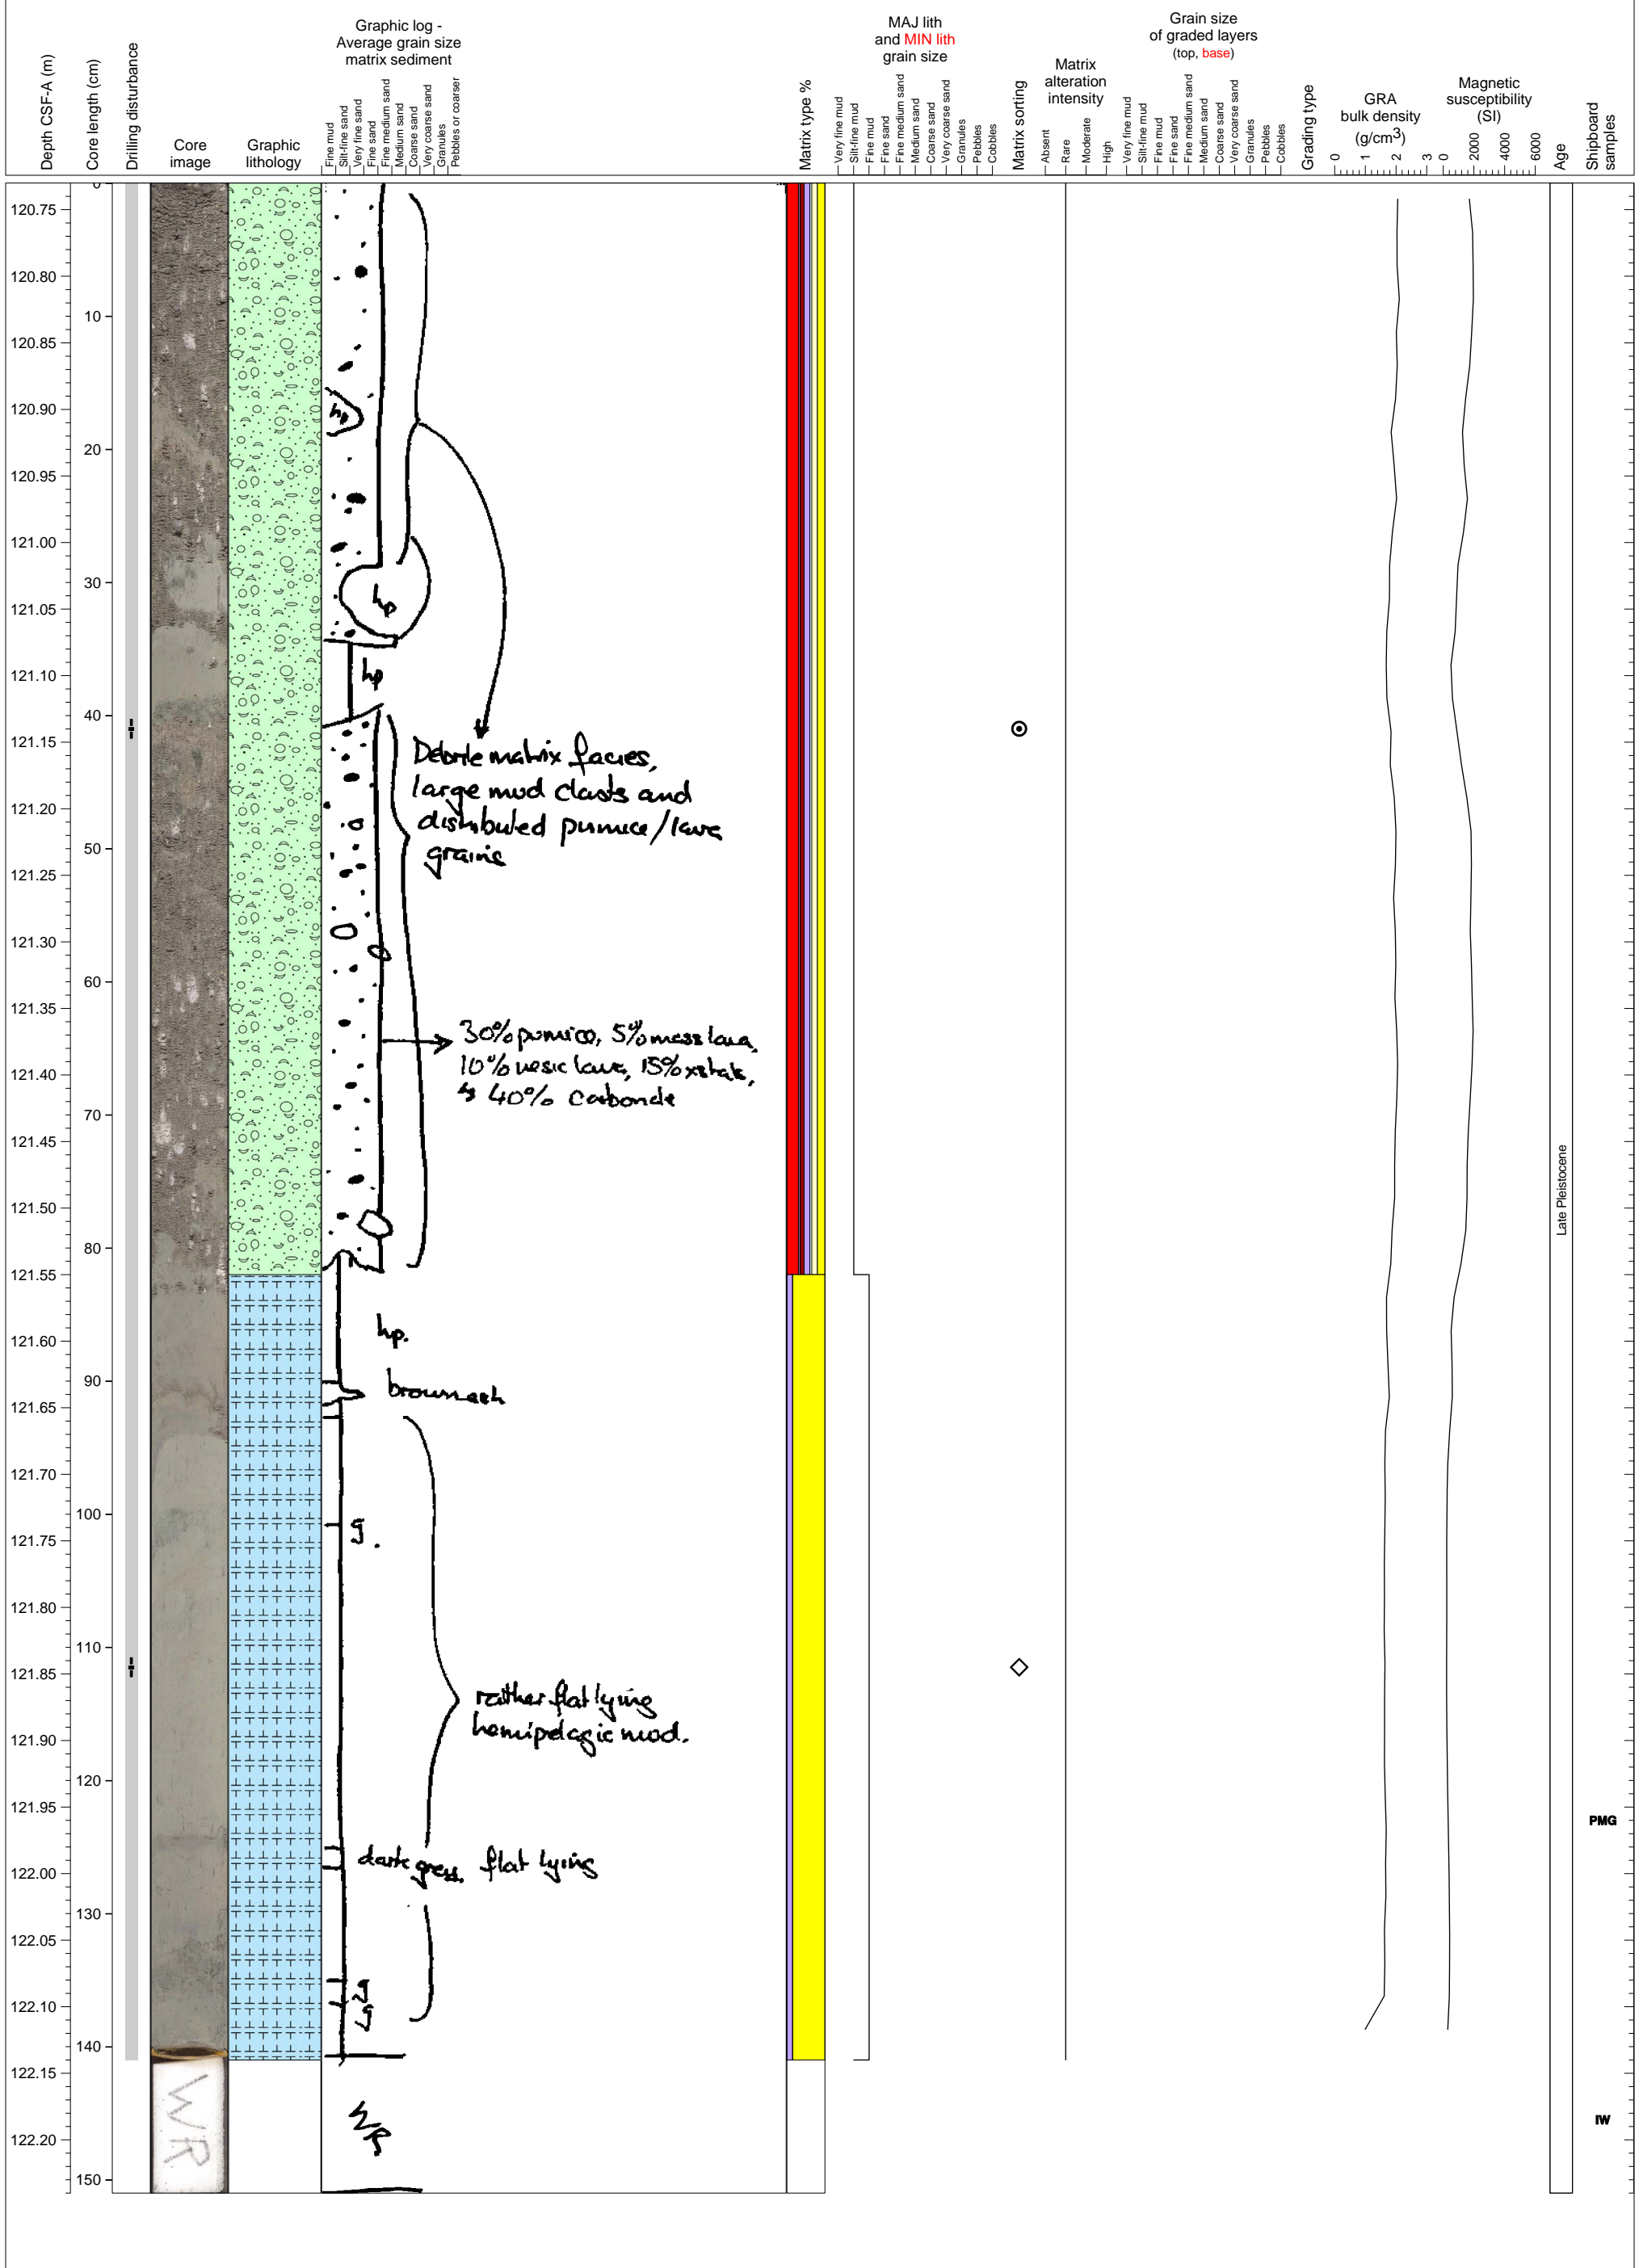 Depth CSF-A (m)
Core length (cm)
Drilling disturbance
Core
image
Graphic
lithology
Graphic log -
Average grain size
matrix sediment
Fine mud
Silt-fine sand
Very fine sand
Fine sand
Fine medium sand
Medium sand
Coarse sand
Very coarse sand
Granules
Pebbles or coarser
Matrix type %
MAJ lith
and MIN lith
grain size
Very fine mud
Silt-fine mud
Fine mud
Fine sand
Fine medium sand
Medium sand
Coarse sand
Very coarse sand
Granules
Pebbles
Cobbles
Matrix sorting
Matrix
alteration
intensity
Absent
Rare
Moderate
High
Grain size
of graded layers
(top, base)
Very fine mud
Silt-fine mud
Fine mud
Fine sand
Fine medium sand
Medium sand
Coarse sand
Very coarse sand
Granules
Pebbles
Cobbles
Grading type
GRA
bulk density
(g/cm3)
0 1 2 3
Magnetic
susceptibility
(SI)
0 2000 4000 6000
Age
Shipboard
samples
0
120.75
120.80
10
120.85
120.90
20
120.95
121.00
30
121.05
121.10
40
121.15
121.20
50
121.25
121.30
60
121.35
121.40
70
121.45
121.50
80
121.55
121.60
90
121.65
121.70
100
121.75
121.80
110
121.85
121.90
120
121.95
122.00
130
122.05
122.10
140
122.15
122.20
150
hp
hp
hp
Debrite matrix facies,
large mud clasts and
distributed pumice/lava
grains
30% pumice, 5% mass lava,
10% vesic lava, 15% xstals,
40% Carbonate
hp.
brown ash
g
rather flat lying
hemipelagic mud.
dark grey, flat lying
g
g
WR
WR
Late Pleistocene
PMG
IW